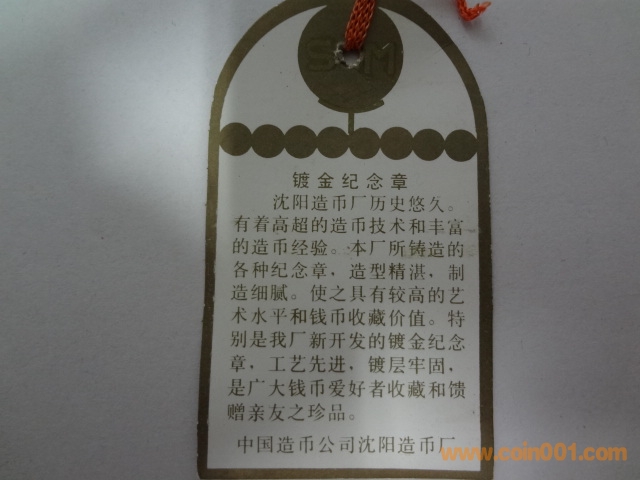 SM
镀金纪念章
沈阳造币厂历史悠久。
有着高超的造币技术和丰富
的造币经验。本厂所铸造的
各种纪念章，造型精湛，制
造细腻。使之具有较高的艺
术水平和钱币收藏价值。特
别是我厂新开发的镀金纪念
章，工艺先进，镀层牢固，
是广大钱币爱好者收藏和馈
赠亲友之珍品。
中国造币公司沈阳造币厂
www.coin001.com